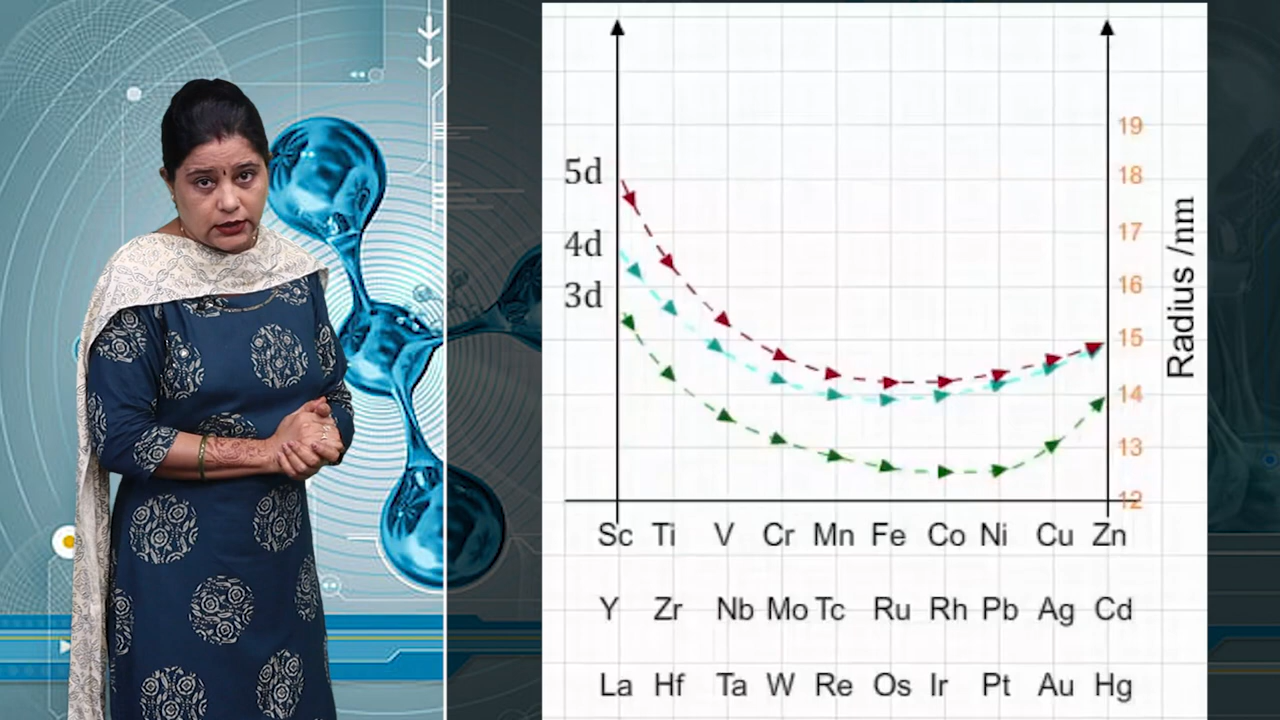 19
5d
18
4d
17
3d
16
15
14
13
12
Radius /nm
Sc Ti V Cr Mn Fe Co Ni Cu Zn
Y Zr Nb Mo Tc Ru Rh Pb Ag Cd
La Hf Ta W Re Os Ir Pt Au Hg